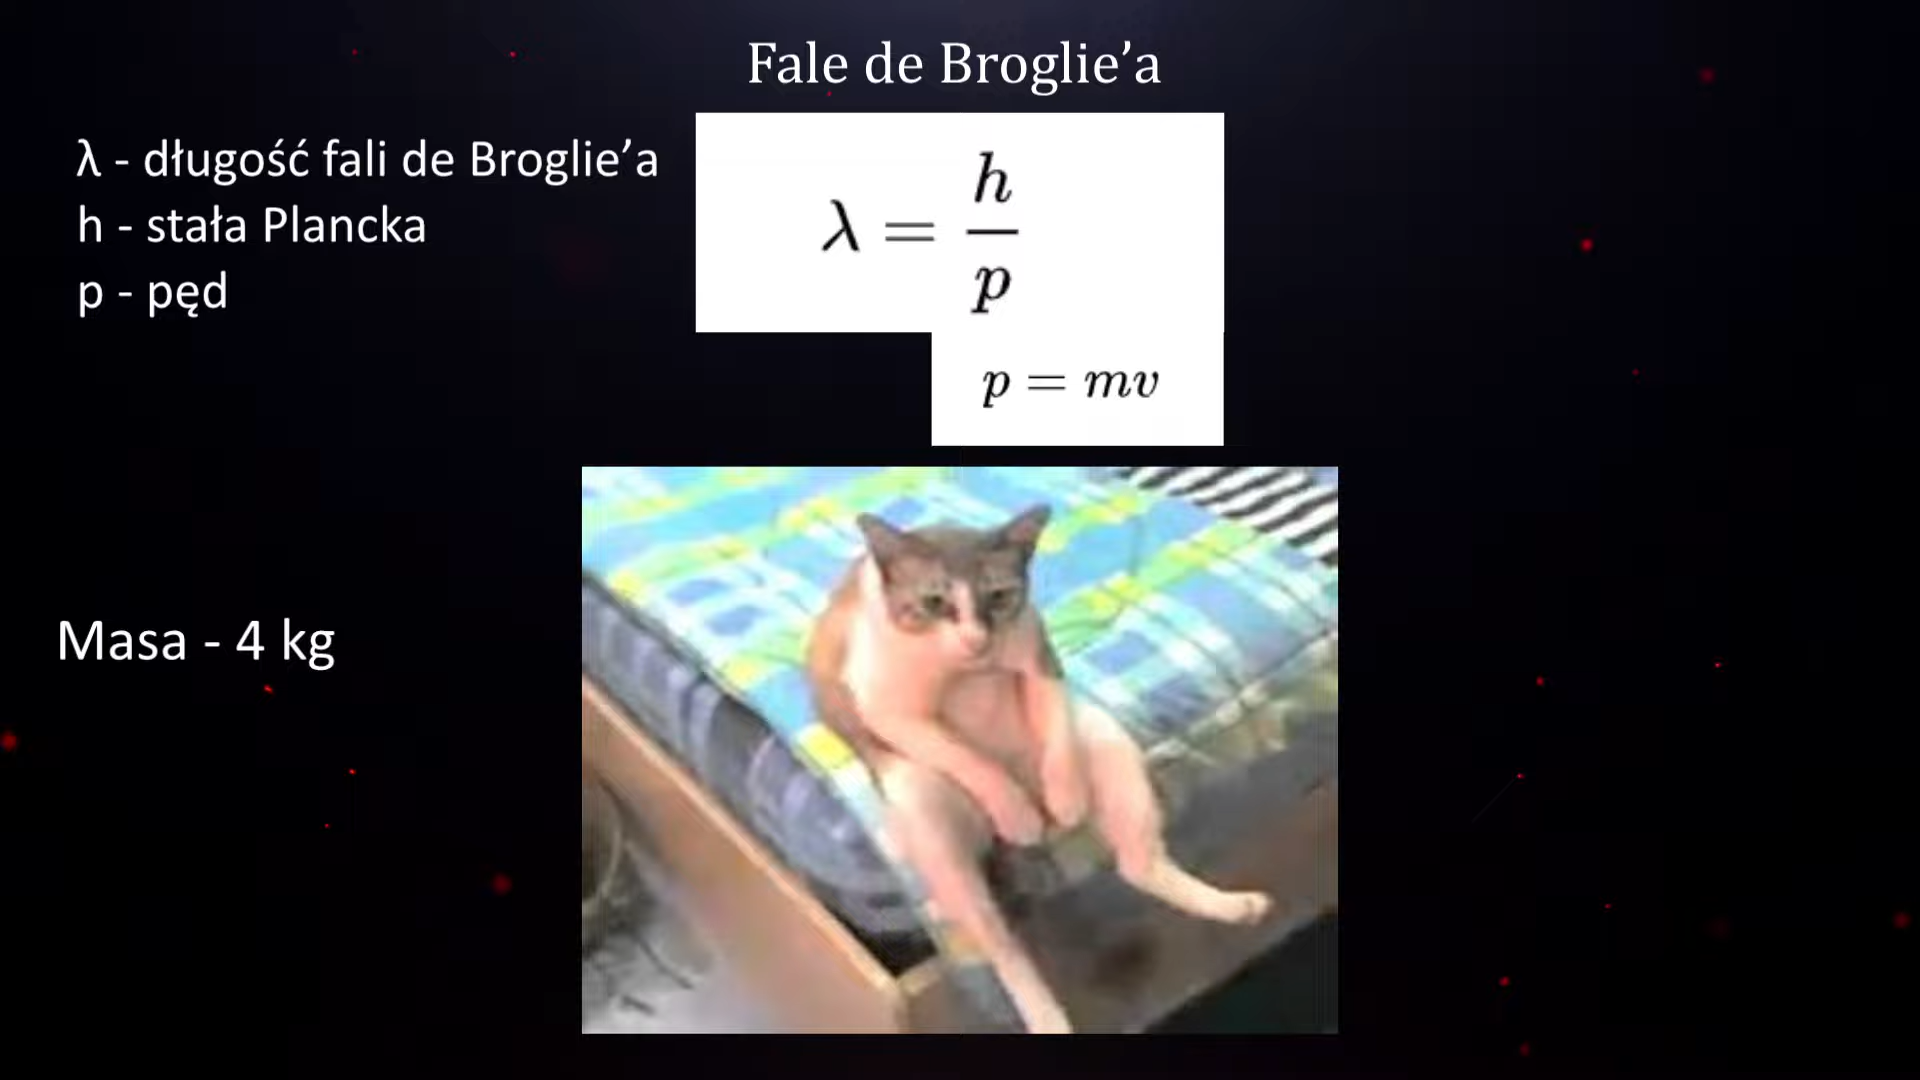 Fale de Broglie’a
λ - długość fali de Broglie’a
h - stała Plancka
p - pęd
λ = h/p
p = mv
Masa - 4 kg